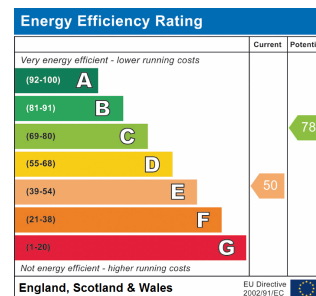 Energy Efficiency Rating
Current Potenti
Very energy efficient - lower running costs
(92-100) A
(81-91) B
(69-80) C 78
(55-68) D
(39-54) E 50
(21-38) F
(1-20) G
Not energy efficient - higher running costs
England, Scotland & Wales EU Directive
2002/91/EC